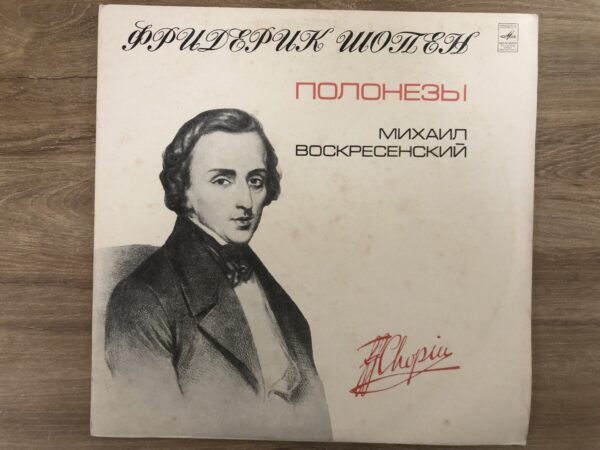 ФРИДЕРИК ШОПЕН
ПОЛОНЕЗЫ
МИХАИЛ
ВОСКРЕСЕНСКИЙ
FChopin